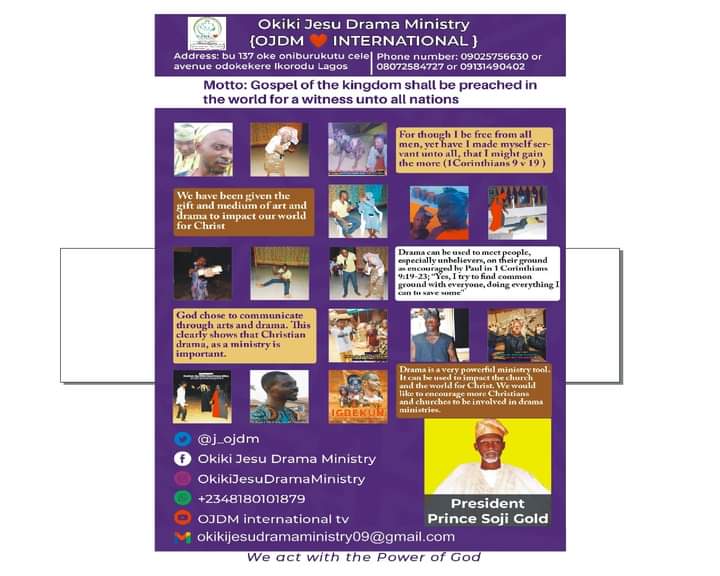 Okiki Jesu Drama Ministry
{OJDM ❤ INTERNATIONAL }
Address: bu 137 oke oniburukutu cele
avenue odokekere Ikorodu Lagos
Phone number: 09025756630 or
08072584727 or 09131490402
Motto: Gospel of the kingdom shall be preached in
the world for a witness unto all nations
For though I be free from all
men, yet have I made myself ser-
vant unto all, that I might gain
the more (1Corinthians 9 v 19 )
We have been given the
gift and medium of art and
drama to impact our world
for Christ
Drama can be used to meet people,
especially unbelievers, on their ground
as encouraged by Paul in 1 Corinthians
9:19-23; "Yes, I try to find common
ground with everyone, doing everything I
can to save some"
God chose to communicate
through arts and drama. This
clearly shows that Christian
drama, as a ministry is
important.
Drama is a very powerful ministry tool.
It can be used to impact the church
and the world for Christ. We would
like to encourage more Christians
and churches to be involved in drama
ministries.
IGBEKUN
@j_ojdm
Okiki Jesu Drama Ministry
OkikiJesuDramaMinistry
+2348180101879
OJDM international tv
okikijesudramaministry09@gmail.com
President
Prince Soji Gold
We act with the Power of God